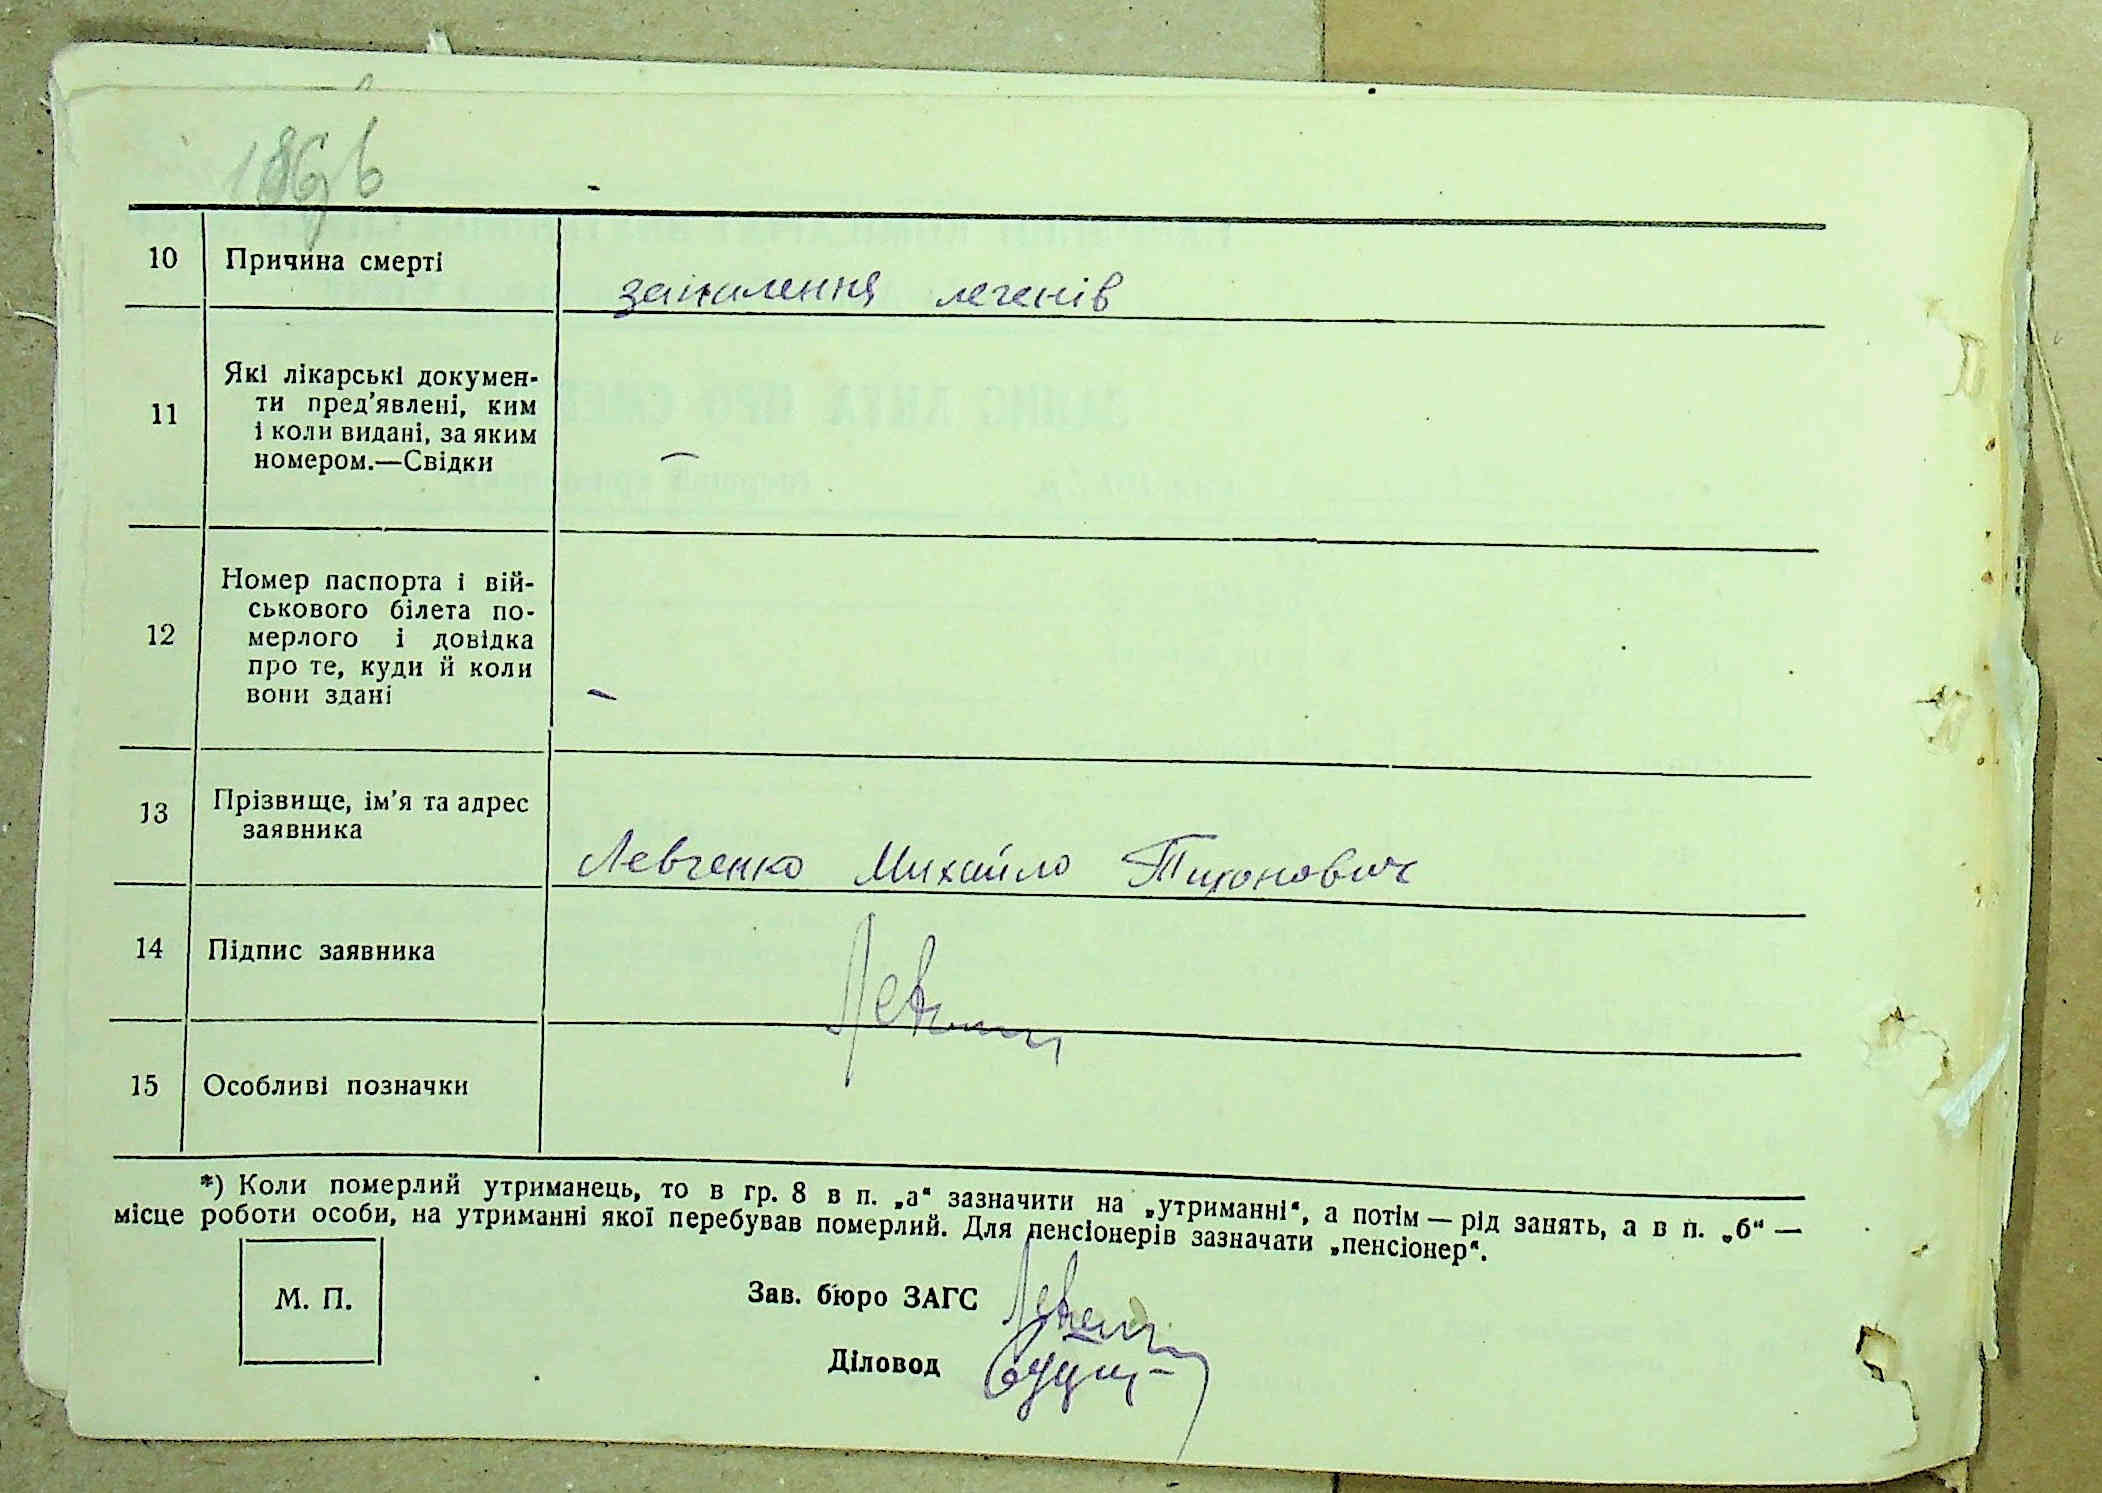 10 Причина смерті запалення легенів
11 Які лікарські докумен-
ти пред'явлені, ким
і коли видані, за яким
номером.—Свідки —
12 Номер паспорта і вій-
ськового білета по-
мерлого і довідка
про те, куди й коли
вони здані —
13 Прізвище, ім'я та адрес
заявника Левченко Михайло Тихонович
14 Підпис заявника
15 Особливі позначки
*) Коли померлий утриманець, то в гр. 8 в п. „а“ зазначити на „утриманні“, а потім — рід занять, а в п. „б“ —
місце роботи особи, на утриманні якої перебував померлий. Для пенсіонерів зазначати „пенсіонер“.
М. П.
Зав. бюро ЗАГС
Діловод